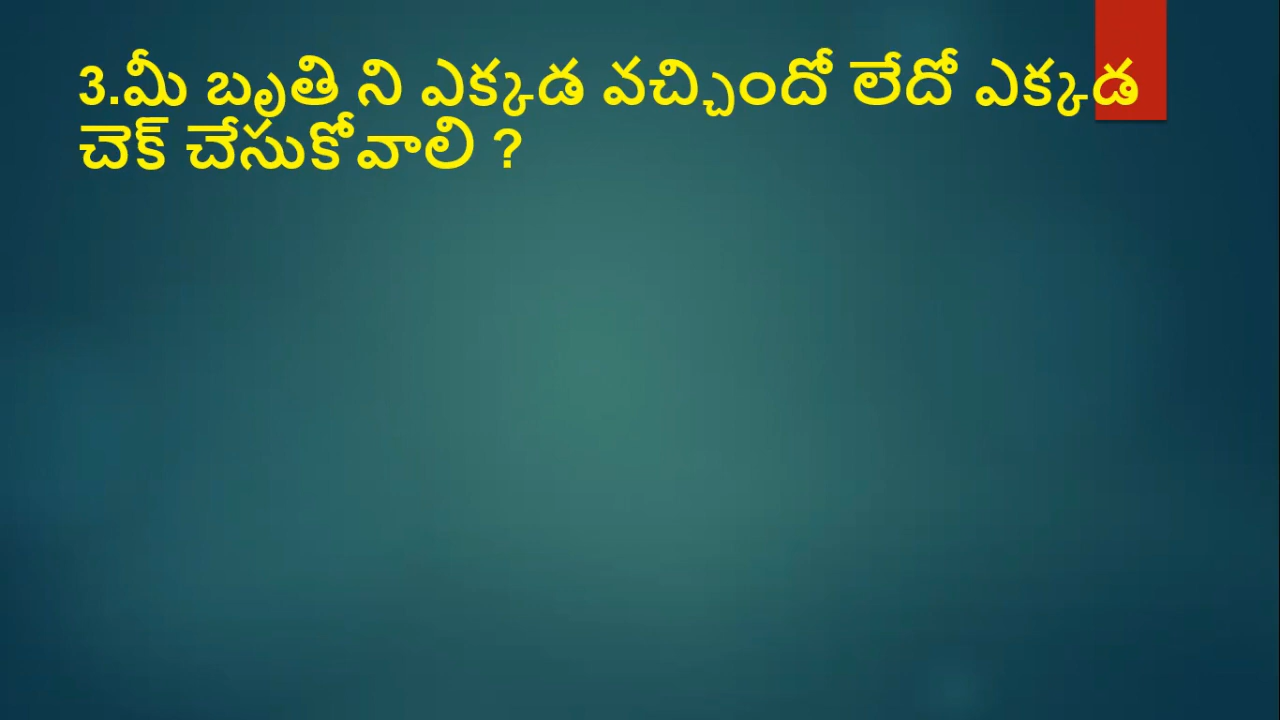 3.మీ బృతి ని ఎక్కడ వచ్చిందో లేదో ఎక్కడ
చెక్ చేసుకోవాలి ?